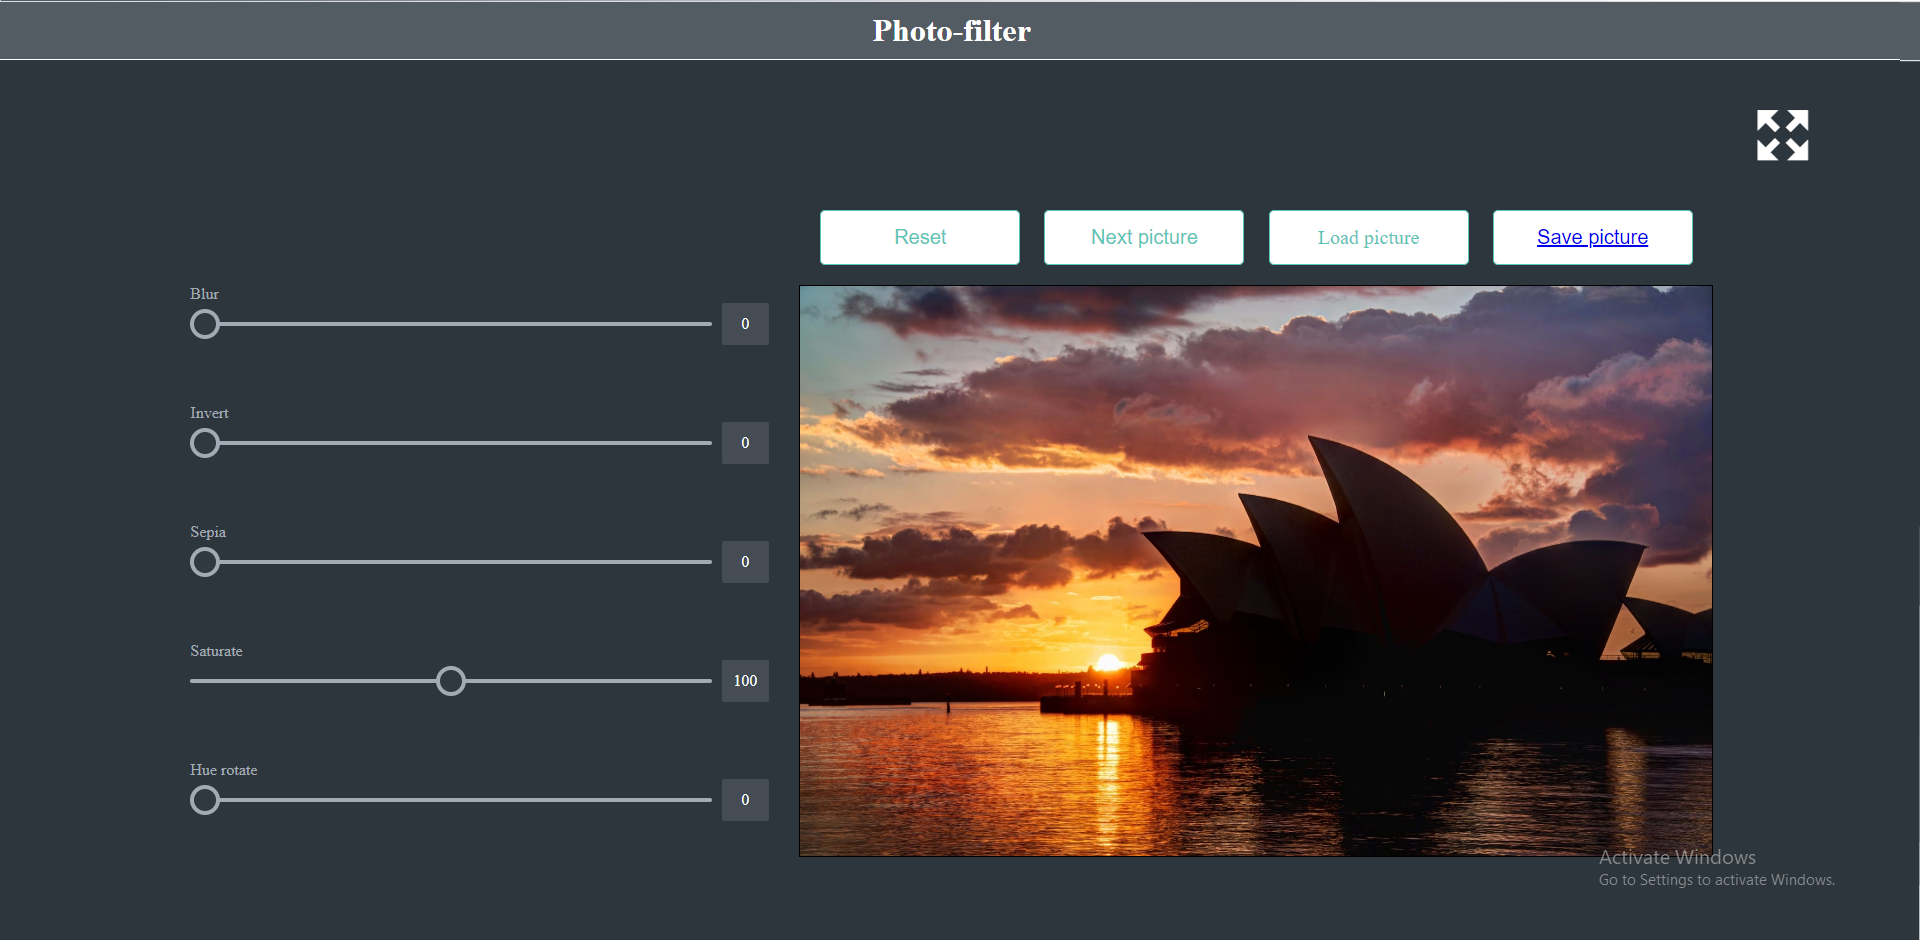 Photo-filter
Reset
Next picture
Load picture
Save picture
Blur
0
Invert
0
Sepia
0
Saturate
100
Hue rotate
0
Activate Windows
Go to Settings to activate Windows.